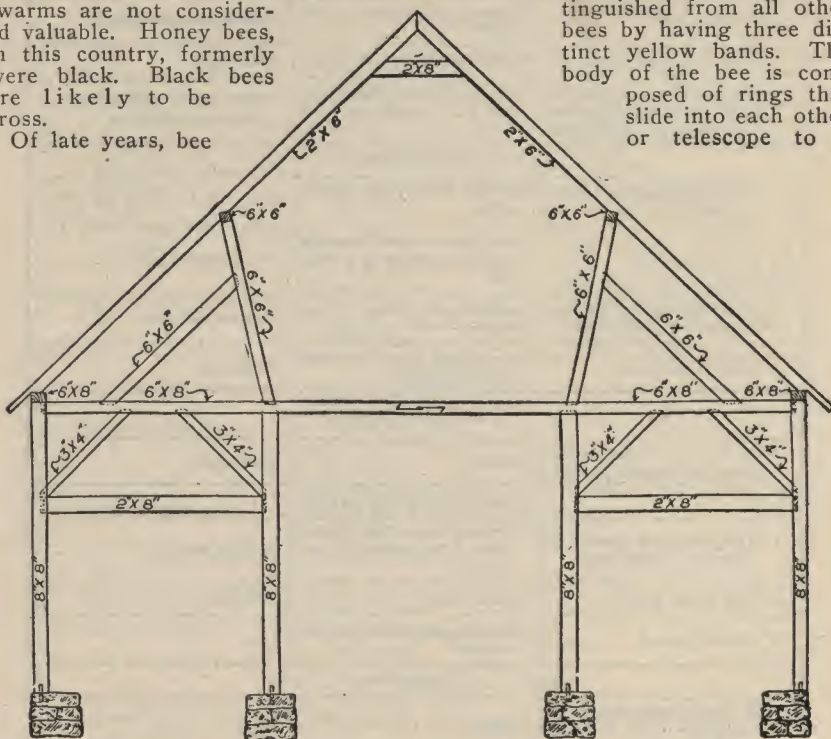 warms are not consider-
d valuable. Honey bees,
n this country, formerly
vere black. Black bees
re likely to be
ross.
Of late years, bee
tinguished from all othe
bees by having three di
tinct yellow bands. Th
body of the bee is con
posed of rings tha
slide into each othe
or telescope to
2"X8"
2"X6"
2"X6"
6"X6"
6"X6"
6"X6"
6"X6"
6"X6"
6"X6"
6"X8"
6"X8"
6"X8"
6"X8"
3"X4"
3"X4"
3"X4"
3"X4"
2"X8"
2"X8"
8"X8"
8"X8"
8"X8"
8"X8"